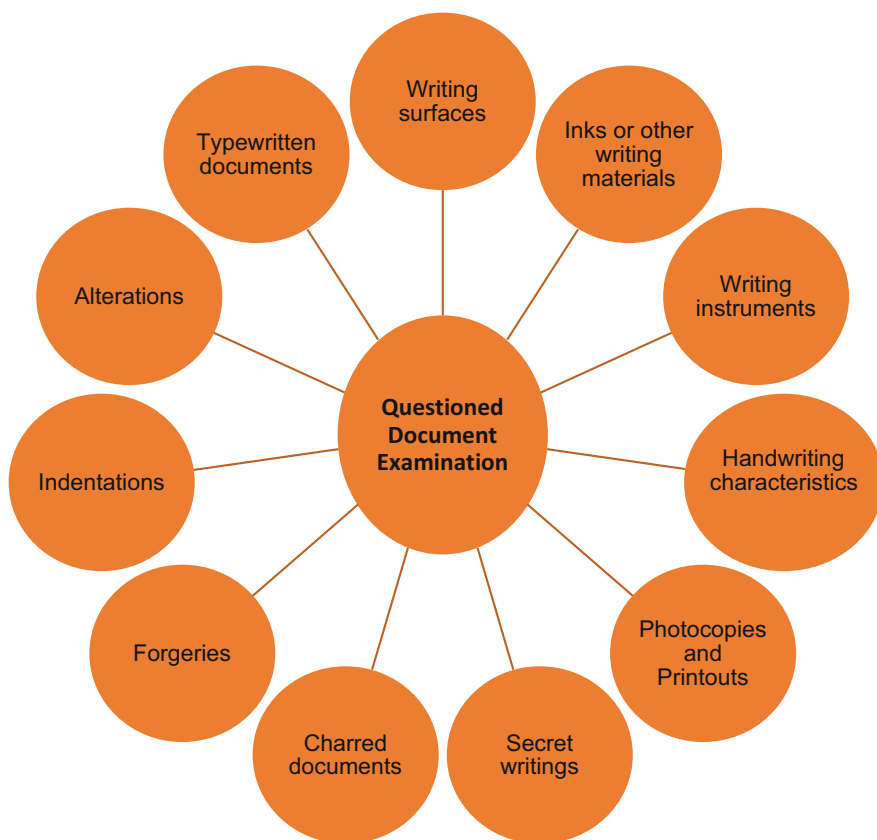 Writing
surfaces
Inks or other
writing
materials
Writing
instruments
Handwriting
characteristics
Photocopies
and
Printouts
Secret
writings
Charred
documents
Forgeries
Indentations
Alterations
Typewritten
documents
Questioned
Document
Examination